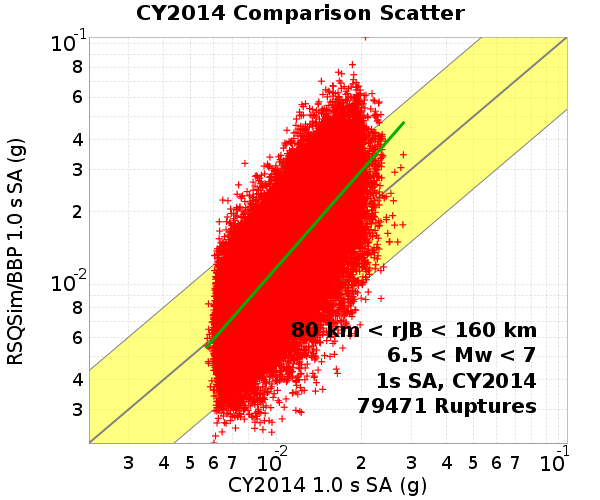 CY2014 Comparison Scatter
10-1
8
6
4
3
2
10-2
8
6
4
3
RSQSim/BBP 1.0 s SA (g)
80 km < rJB < 160 km
6.5 < Mw < 7
1s SA, CY2014
79471 Ruptures
3 4 5 6 7 10-2 2 3 4 5 6 7 10-1
CY2014 1.0 s SA (g)